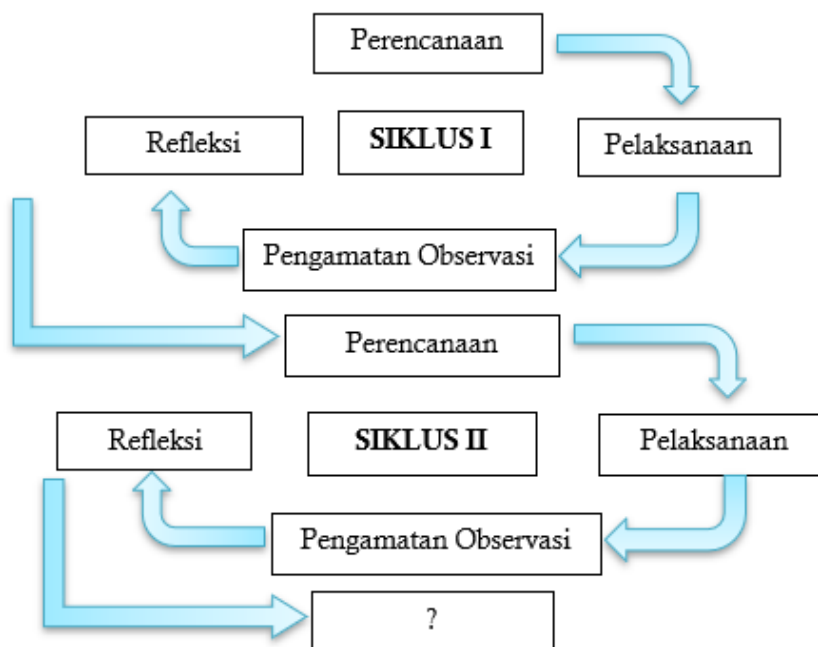 Perencanaan
Refleksi
SIKLUS I
Pelaksanaan
Pengamatan Observasi
Perencanaan
Refleksi
SIKLUS II
Pelaksanaan
Pengamatan Observasi
?